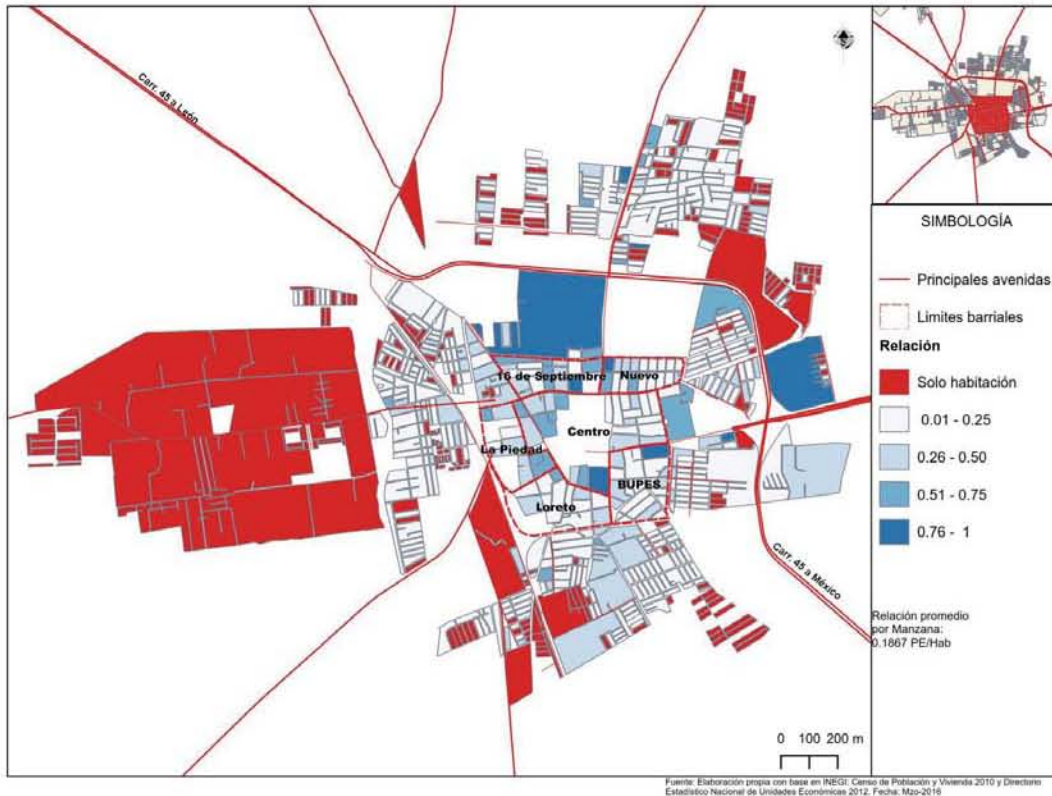 Carr. 45 a León
16 de Septiembre
Nuevo
Centro
La Piedad
BUPES
Loreto
Carr. 45 a México
0 100 200 m
S
SIMBOLOGÍA
Principales avenidas
Limites barriales
Relación
Solo habitación
0.01 - 0.25
0.26 - 0.50
0.51 - 0.75
0.76 - 1
Relación promedio
por Manzana:
0.1867 PE/Hab
Fuente: Elaboración propia con base en INEGI: Censo de Población y Vivienda 2010 y Directorio
Estadístico Nacional de Unidades Económicas 2012. Fecha: Mzo-2016